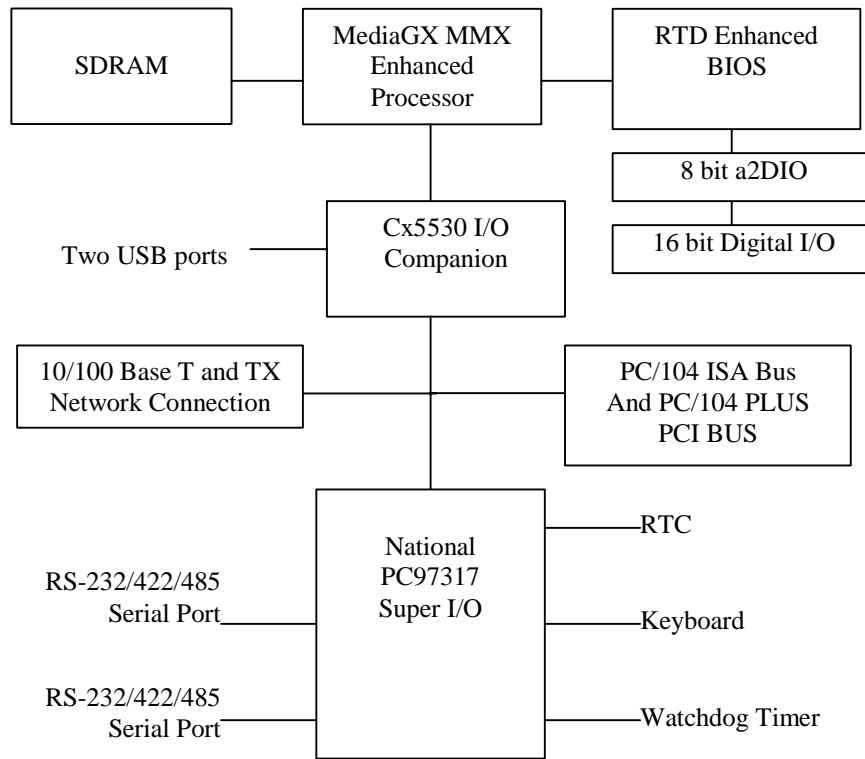 SDRAM
MediaGX MMX
Enhanced
Processor
RTD Enhanced
BIOS
8 bit a2DIO
16 bit Digital I/O
Cx5530 I/O
Companion
Two USB ports
10/100 Base T and TX
Network Connection
PC/104 ISA Bus
And PC/104 PLUS
PCI BUS
National
PC97317
Super I/O
RS-232/422/485
Serial Port
RS-232/422/485
Serial Port
RTC
Keyboard
Watchdog Timer